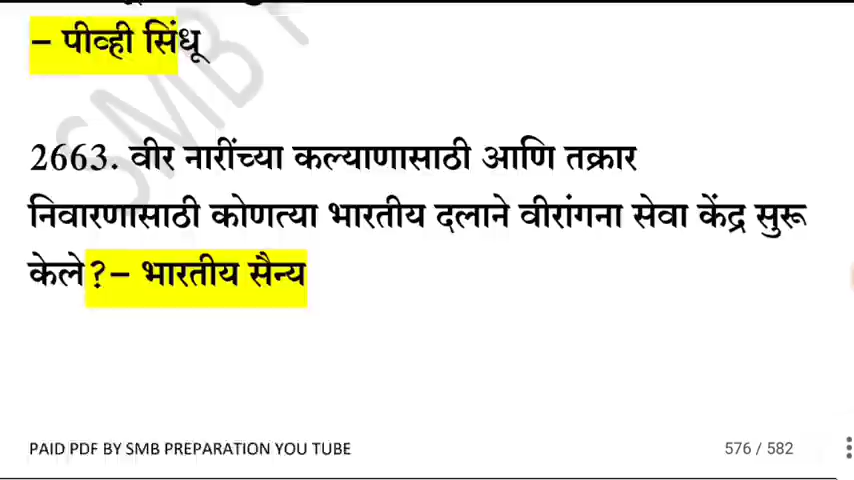 – पीव्ही सिंधू
SMB
2663. वीर नारींच्या कल्याणासाठी आणि तक्रार
निवारणासाठी कोणत्या भारतीय दलाने वीरांगना सेवा केंद्र सुरू
केले?– भारतीय सैन्य
PAID PDF BY SMB PREPARATION YOU TUBE
576 / 582